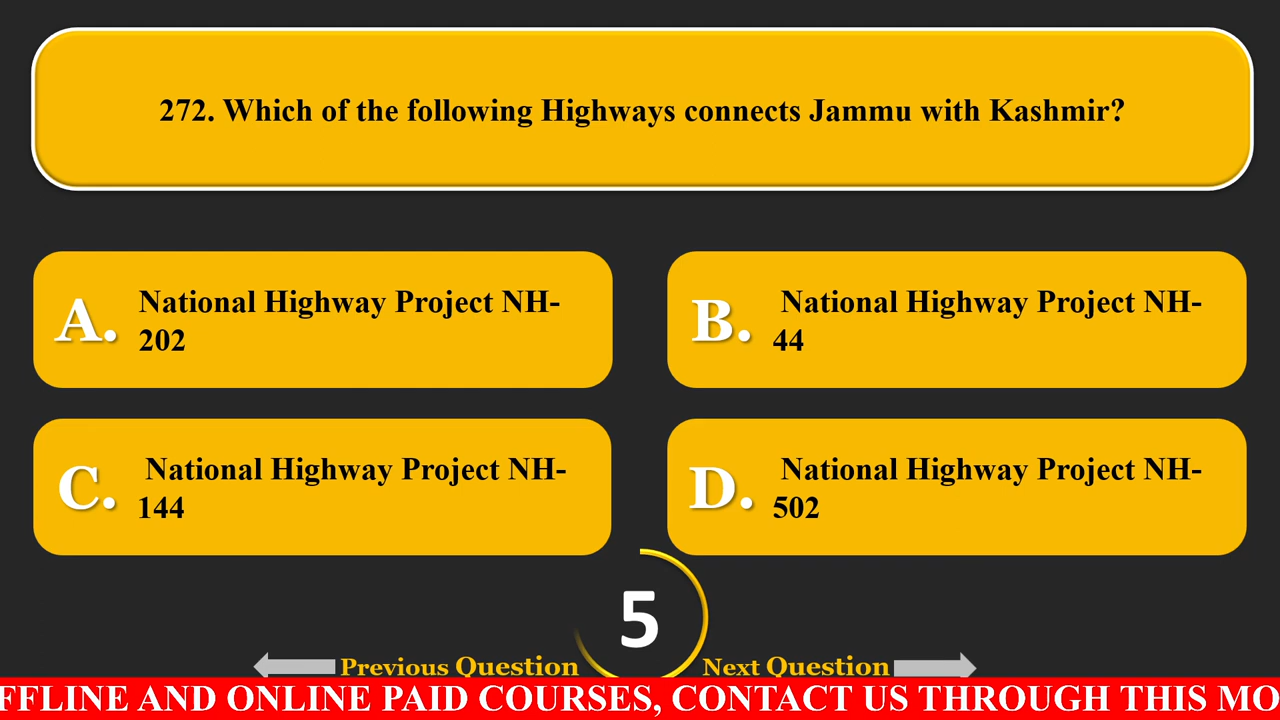 272. Which of the following Highways connects Jammu with Kashmir?
A. National Highway Project NH-
202
B. National Highway Project NH-
44
C. National Highway Project NH-
144
D. National Highway Project NH-
502
5
Previous Question
Next Question
FFLINE AND ONLINE PAID COURSES, CONTACT US THROUGH THIS MO